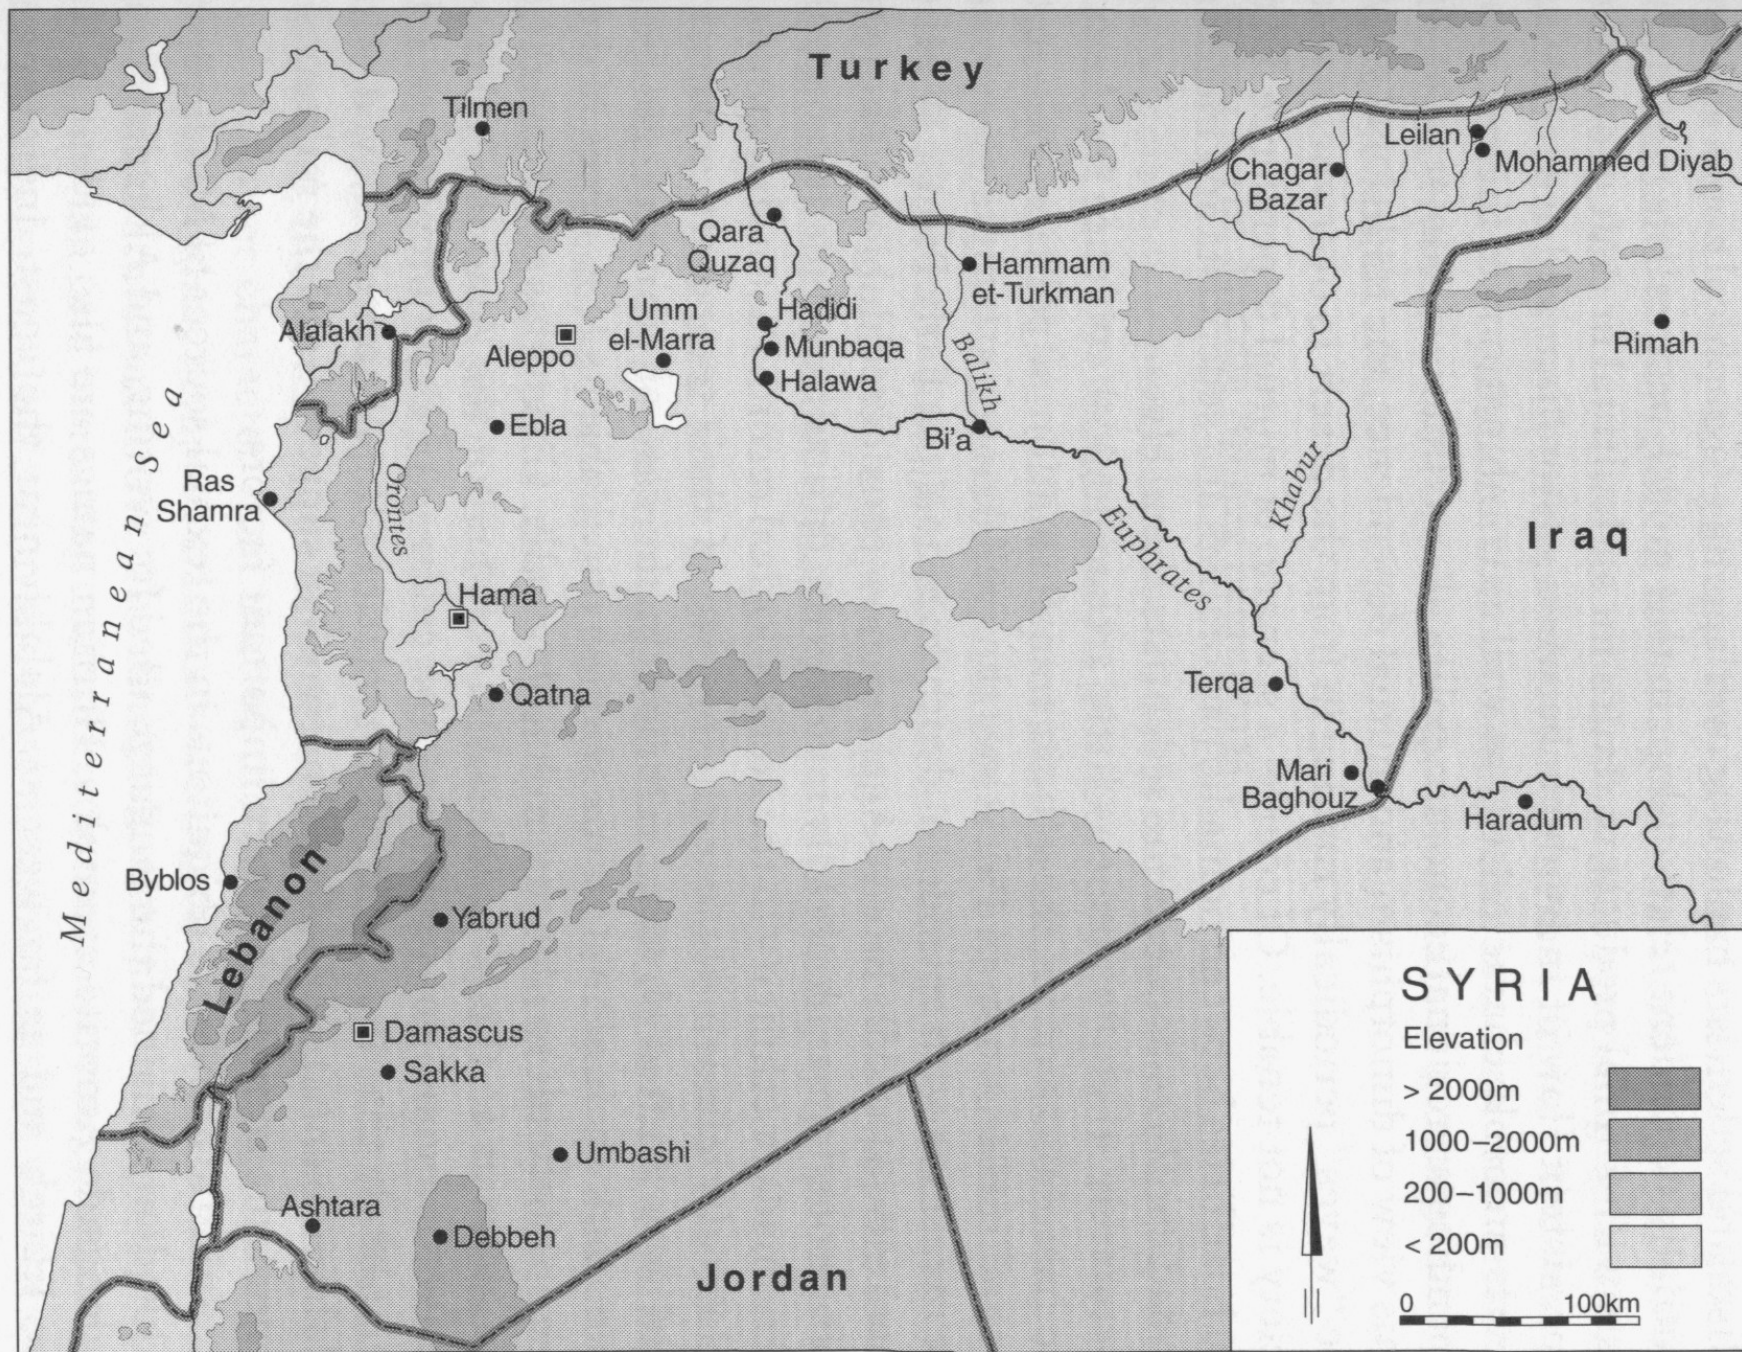 Turkey
Tilmen
Leilan
Mohammed Diyab
Chagar
Bazar
Qara
Quzaq
Hammam
et-Turkman
Umm
el-Marra
Hadidi
Munbaqa
Halawa
Alalakh
Aleppo
Rimah
Balikh
Ebla
Bi'a
Mediterranean Sea
Ras
Shamra
Orontes
Khabur
Euphrates
Iraq
Hama
Qatna
Terqa
Mari
Baghouz
Haradum
Byblos
Lebanon
Yabrud
Damascus
Sakka
Umbashi
Ashtara
Debbeh
Jordan
SYRIA
Elevation
> 2000m
1000–2000m
200–1000m
< 200m
0 100km